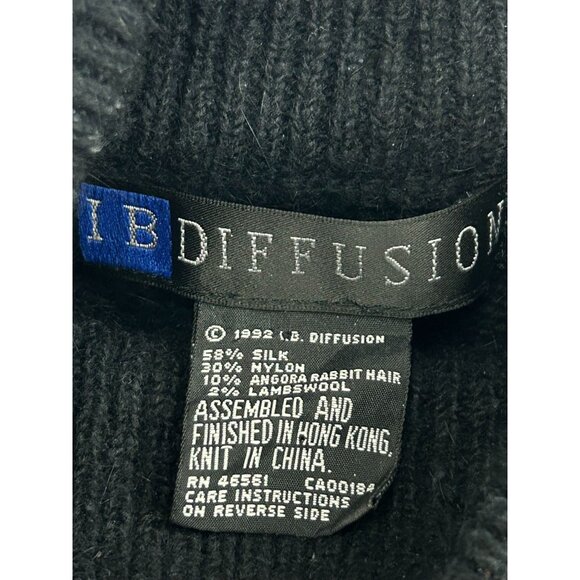 IB DIFFUSION
© 1992 I.B. DIFFUSION
58% SILK
30% NYLON
10% ANGORA RABBIT HAIR
2% LAMBSWOOL
ASSEMBLED AND
FINISHED IN HONG KONG,
KNIT IN CHINA.
RN 46561 CA00184
CARE INSTRUCTIONS
ON REVERSE SIDE